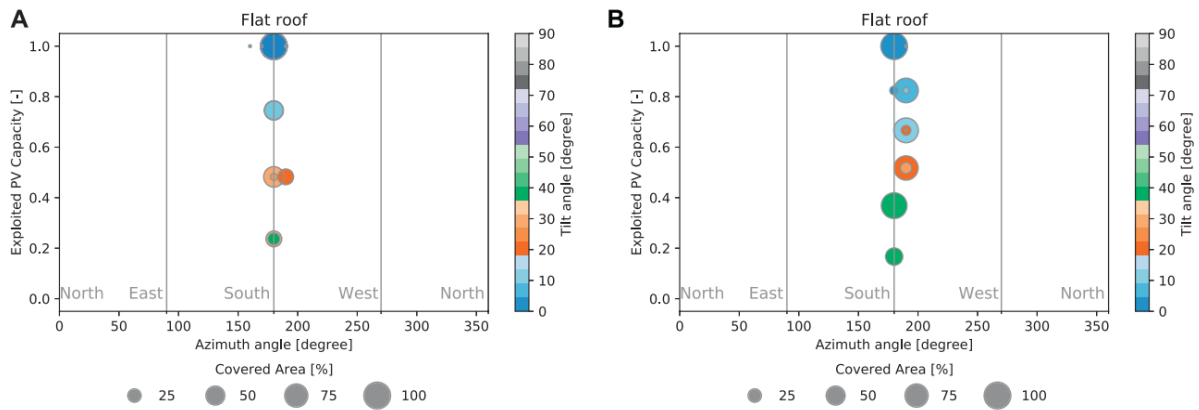 A
Flat roof
Exploited PV Capacity [-]
1.0
0.8
0.6
0.4
0.2
0.0
North East South West North
0 50 100 150 200 250 300 350
Azimuth angle [degree]
90
80
70
60
50
40
30
20
10
0
Tilt angle [degree]
Covered Area [%]
25 50 75 100
B
Flat roof
Exploited PV Capacity [-]
1.0
0.8
0.6
0.4
0.2
0.0
North East South West North
0 50 100 150 200 250 300 350
Azimuth angle [degree]
90
80
70
60
50
40
30
20
10
0
Tilt angle [degree]
Covered Area [%]
25 50 75 100